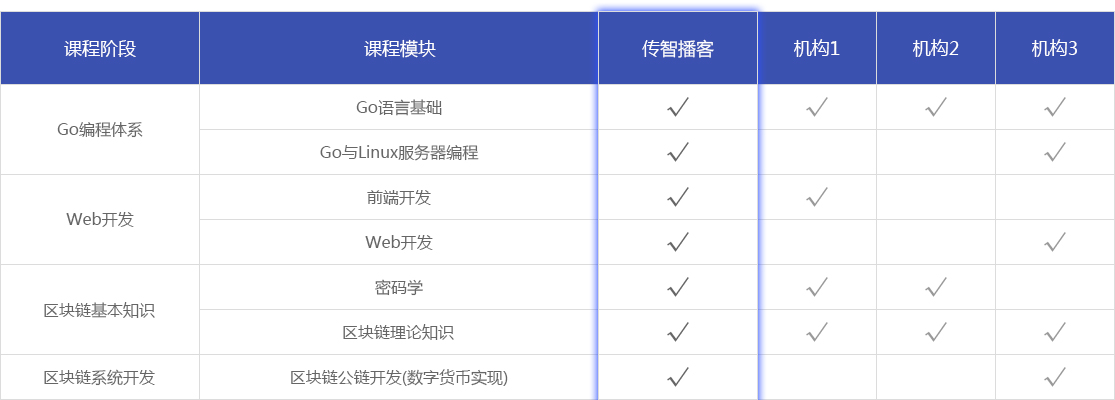 课程阶段 课程模块 传智播客 机构1 机构2 机构3
Go编程体系 Go语言基础 √ √ √ √
Go与Linux服务器编程 √ √
Web开发 前端开发 √ √
Web开发 √ √
区块链基本知识 密码学 √ √ √
区块链理论知识 √ √ √ √
区块链系统开发 区块链公链开发(数字货币实现) √ √